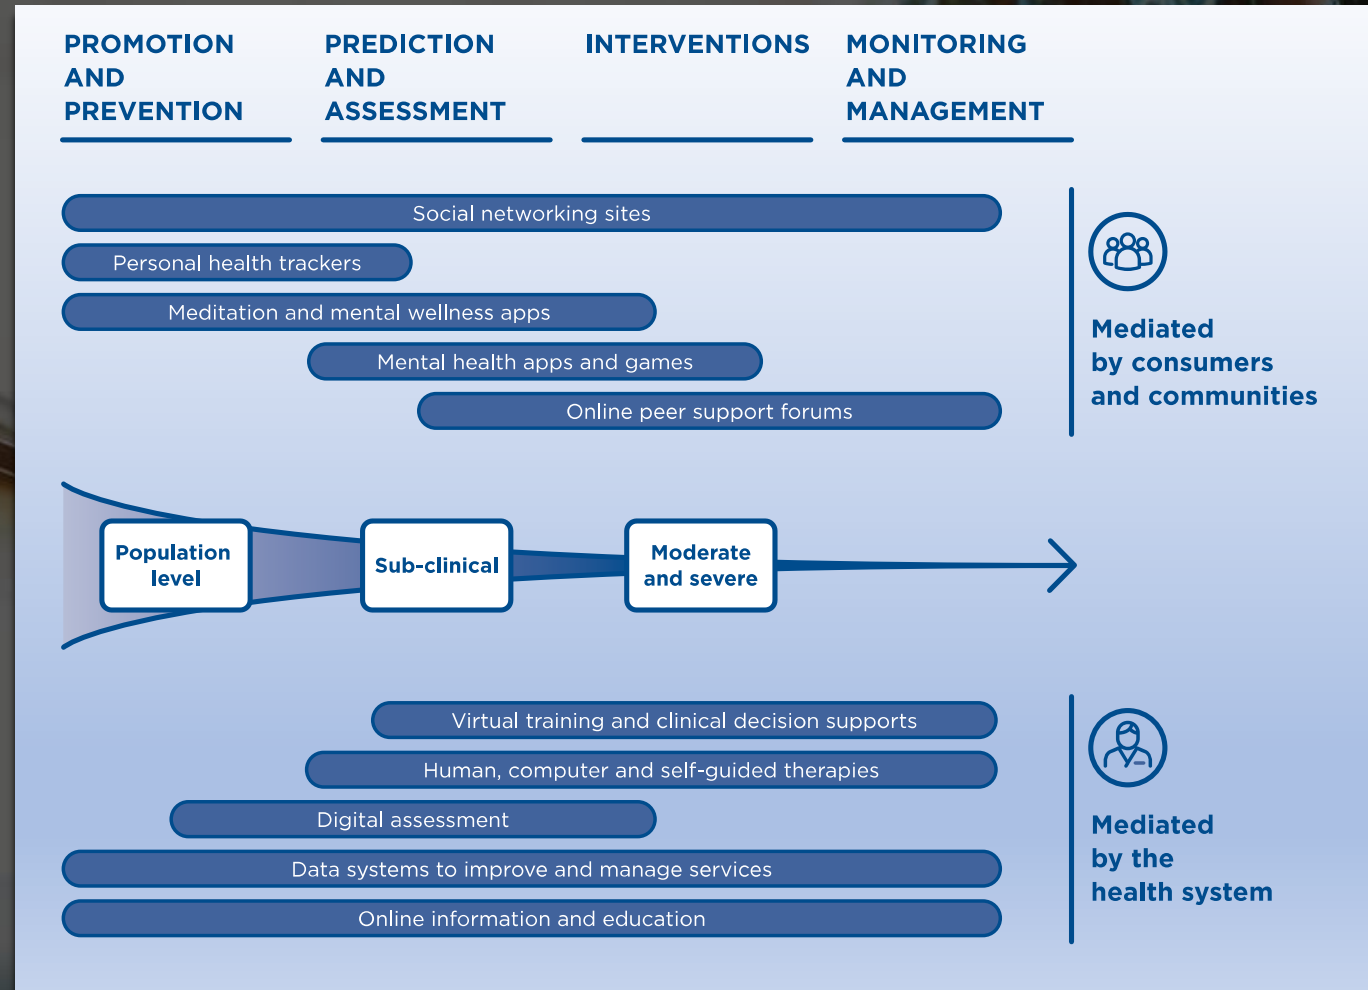 PROMOTION
AND
PREVENTION
PREDICTION
AND
ASSESSMENT
INTERVENTIONS
MONITORING
AND
MANAGEMENT
Social networking sites
Personal health trackers
Meditation and mental wellness apps
Mental health apps and games
Online peer support forums
Mediated
by consumers
and communities
Population
level
Sub-clinical
Moderate
and severe
Virtual training and clinical decision supports
Human, computer and self-guided therapies
Digital assessment
Data systems to improve and manage services
Online information and education
Mediated
by the
health system